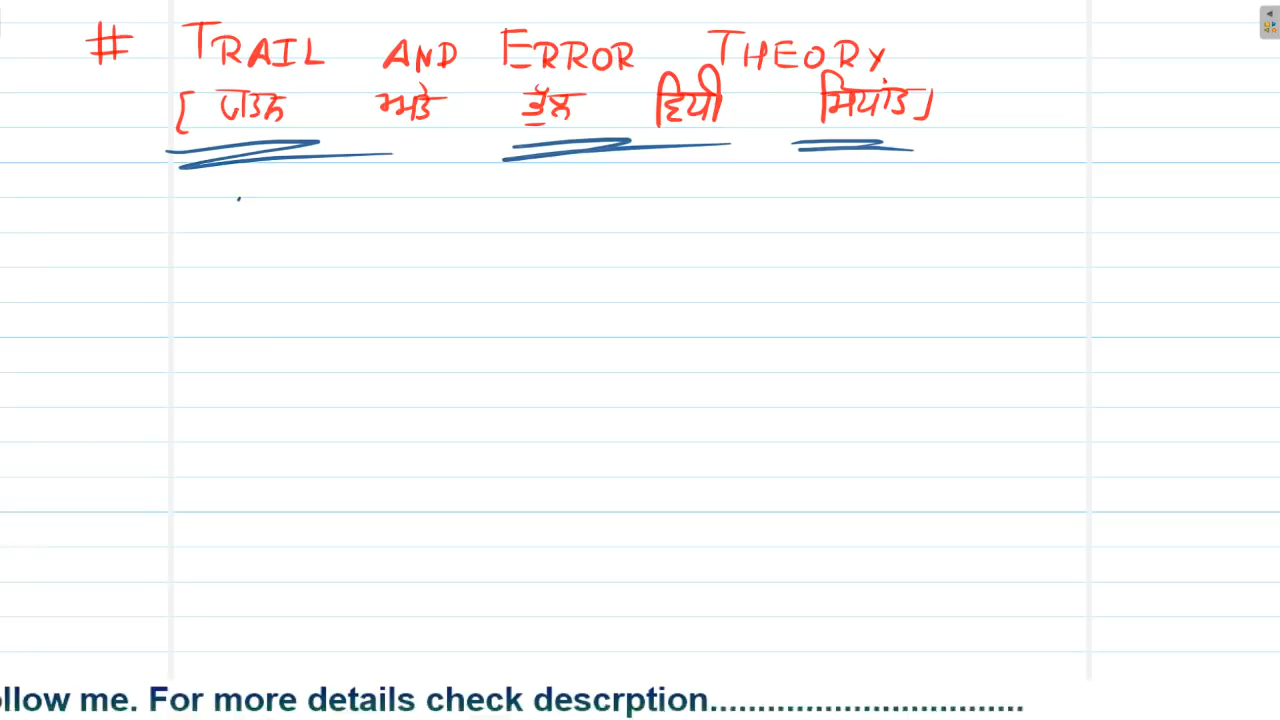 # TRAIL AND ERROR THEORY
[ ਯਤਨ ਅਤੇ ਭੁੱਲ ਵਿਧੀ ਸਿਧਾਂਤ ]
ollow me. For more details check descrption.................................